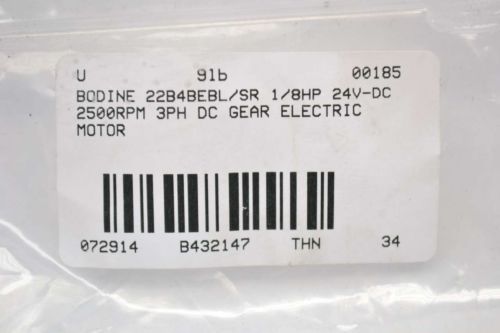 U 91b 00185
BODINE 22B4BEBL/SR 1/8HP 24V-DC
2500RPM 3PH DC GEAR ELECTRIC
MOTOR
072914 B432147 THN 34